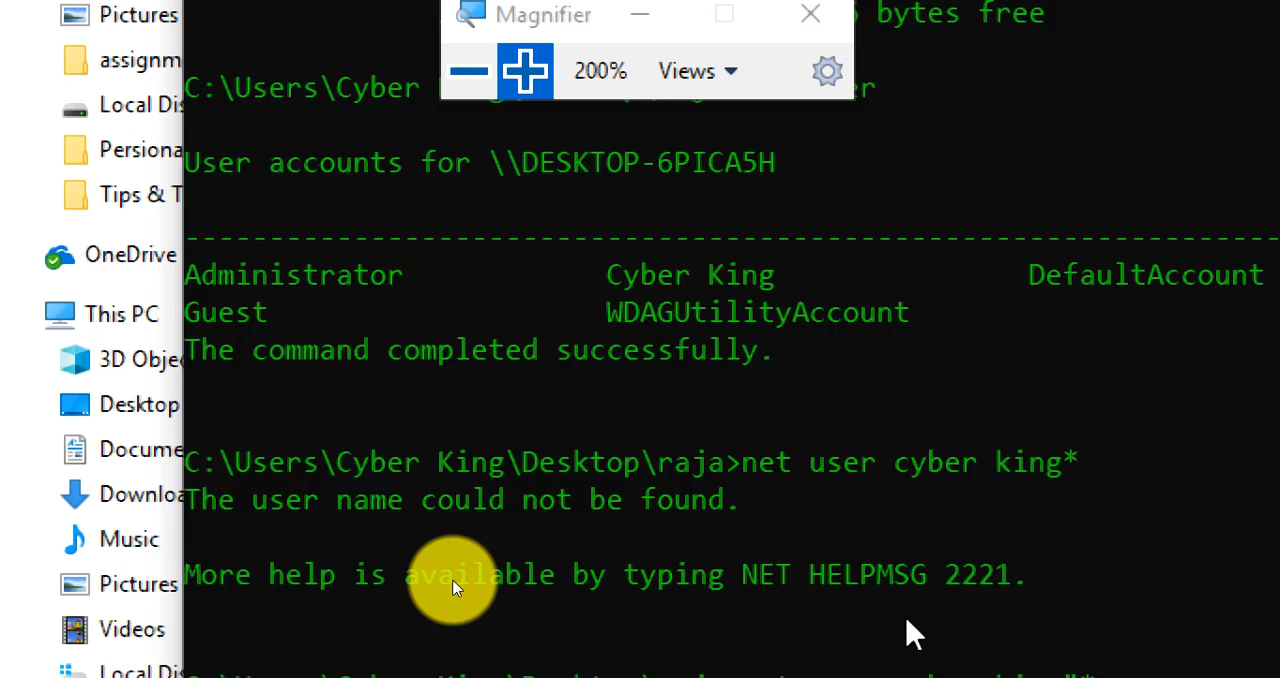 Pictures
assignm
Local Dis
Persiona
Tips & T
OneDrive
This PC
3D Obje
Desktop
Docume
Downloa
Music
Pictures
Videos
Local Dis
Magnifier
200% Views
bytes free
C:\Users\Cyber
User accounts for \\DESKTOP-6PICA5H
-----------------------------------------------------------------
Administrator Cyber King DefaultAccount
Guest WDAGUtilityAccount
The command completed successfully.
C:\Users\Cyber King\Desktop\raja>net user cyber king*
The user name could not be found.
More help is available by typing NET HELPMSG 2221.